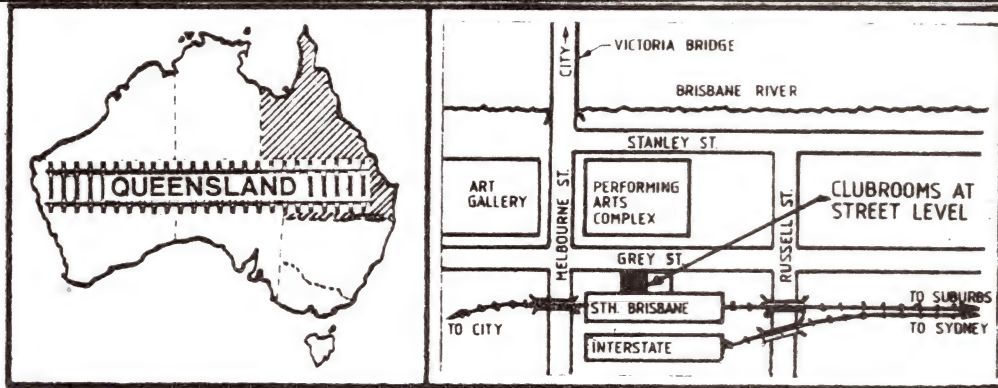 QUEENSLAND
CITY
VICTORIA BRIDGE
BRISBANE RIVER
STANLEY ST.
ART
GALLERY
MELBOURNE ST.
PERFORMING
ARTS
COMPLEX
RUSSELL ST.
CLUBROOMS AT
STREET LEVEL
GREY ST.
TO CITY
STH. BRISBANE
INTERSTATE
TO SUBURBS
TO SYDNEY